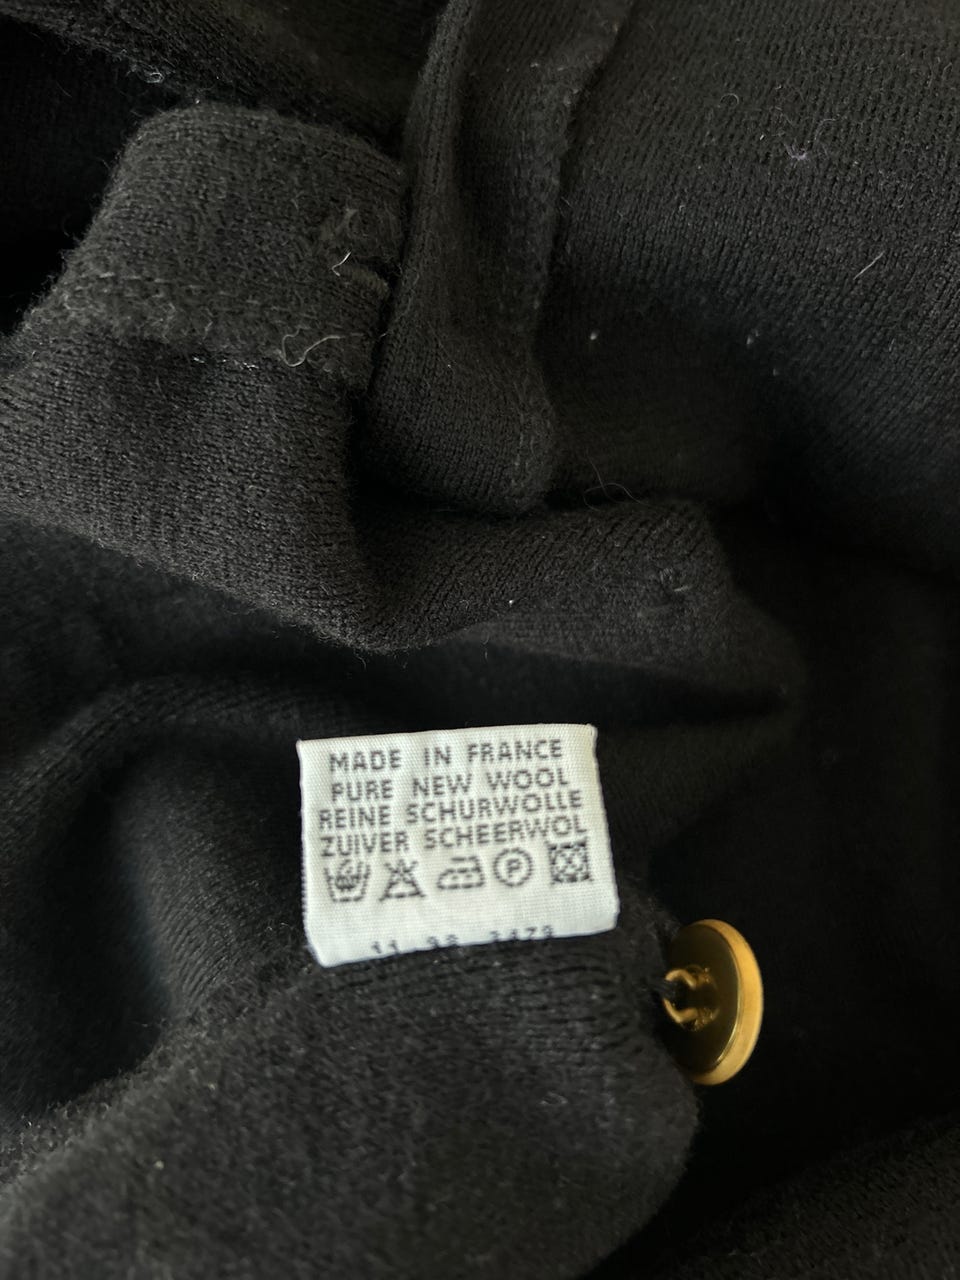 MADE IN FRANCE
PURE NEW WOOL
REINE SCHURWOLLE
ZUIVER SCHEERWOL
P